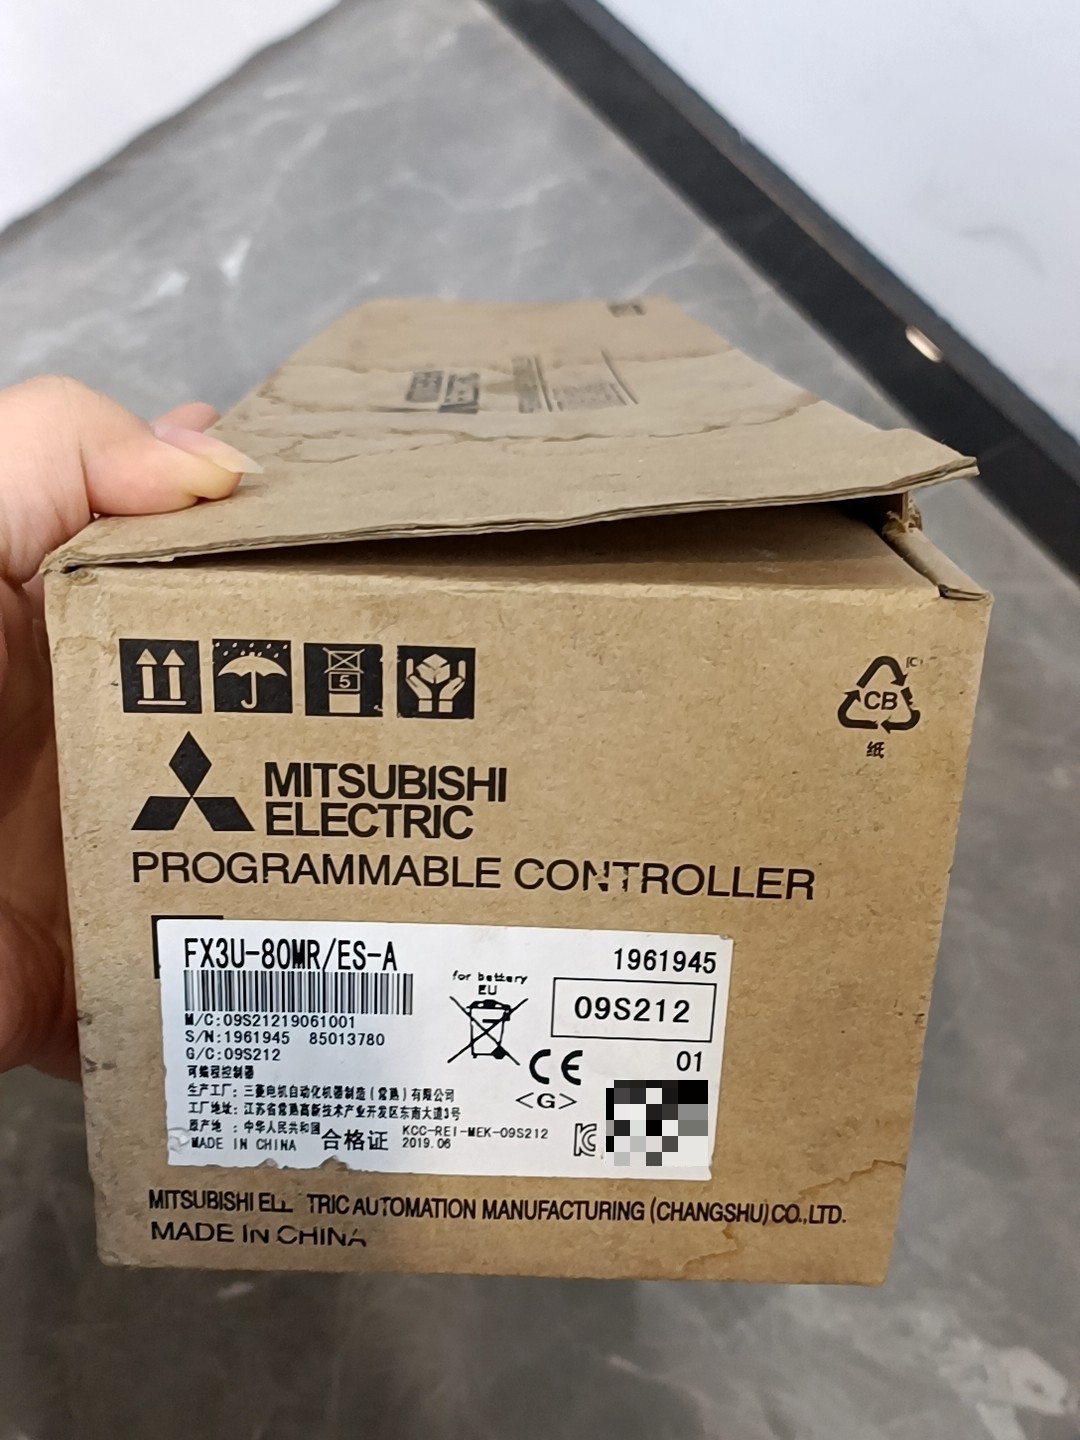 5
CB
纸
MITSUBISHI
ELECTRIC
PROGRAMMABLE CONTROLLER
FX3U-80MR/ES-A
1961945
for battery
EU
09S212
M/C:09S21219061001
S/N:1961945 85013780
G/C:09S212
01
CE
<G>
可编程控制器
生产工厂: 三菱电机自动化机器制造(常熟)有限公司
工厂地址: 江苏省常熟高新技术产业开发区东南大道3号
原产地 : 中华人民共和国
MADE IN CHINA
合格证
KCC-REI-MEK-09S212
2019.06
MITSUBISHI ELL TRIC AUTOMATION MANUFACTURING (CHANGSHU) CO.,LTD.
MADE IN CHINA